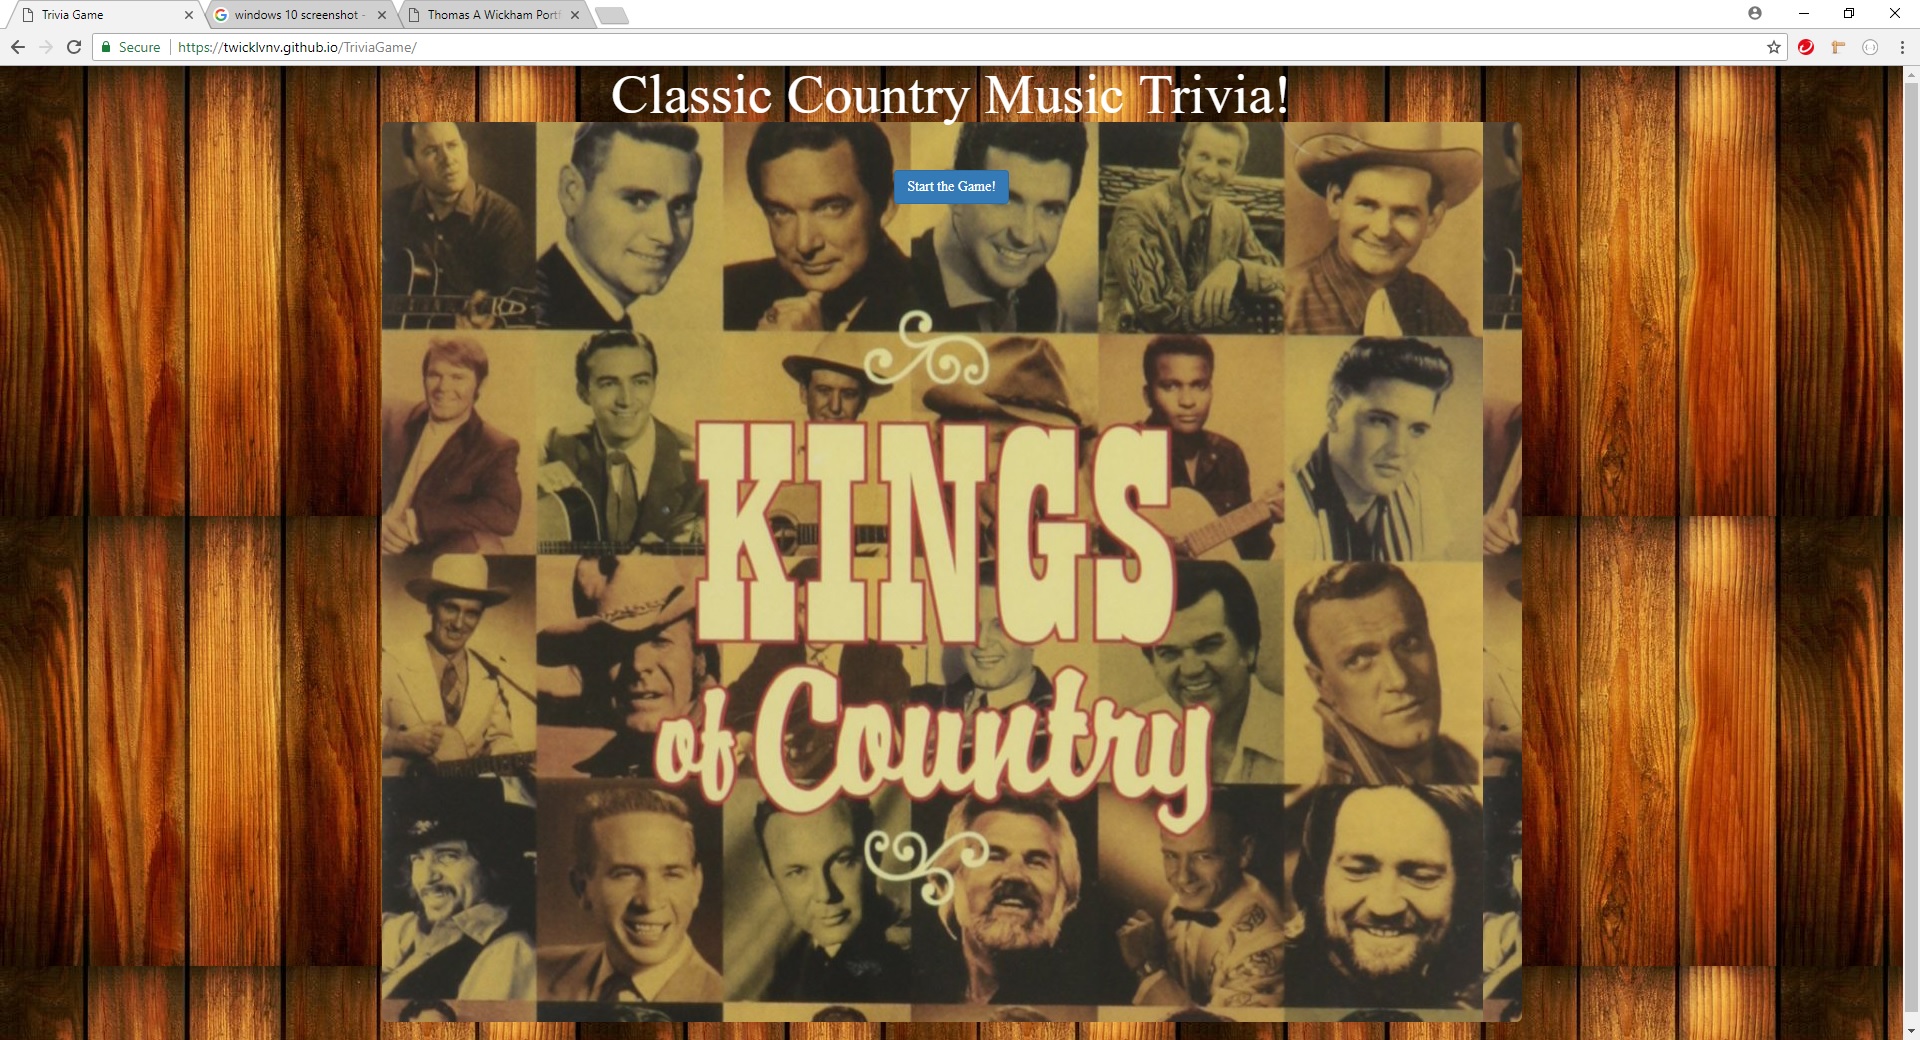 Trivia Game
windows 10 screenshot -
Thomas A Wickham Portf
Secure
https://twicklvnv.github.io/TriviaGame/
Classic Country Music Trivia!
Start the Game!
KINGS
of Country